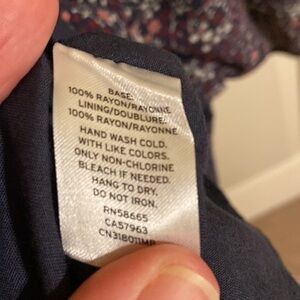 BASE:
100% RAYON/RAYONNE
LINING/DOUBLURE:
100% RAYON/RAYONNE
HAND WASH COLD.
WITH LIKE COLORS.
ONLY NON-CHLORINE
BLEACH IF NEEDED.
HANG TO DRY.
DO NOT IRON.
RN58665
CA57963
CN318011MP